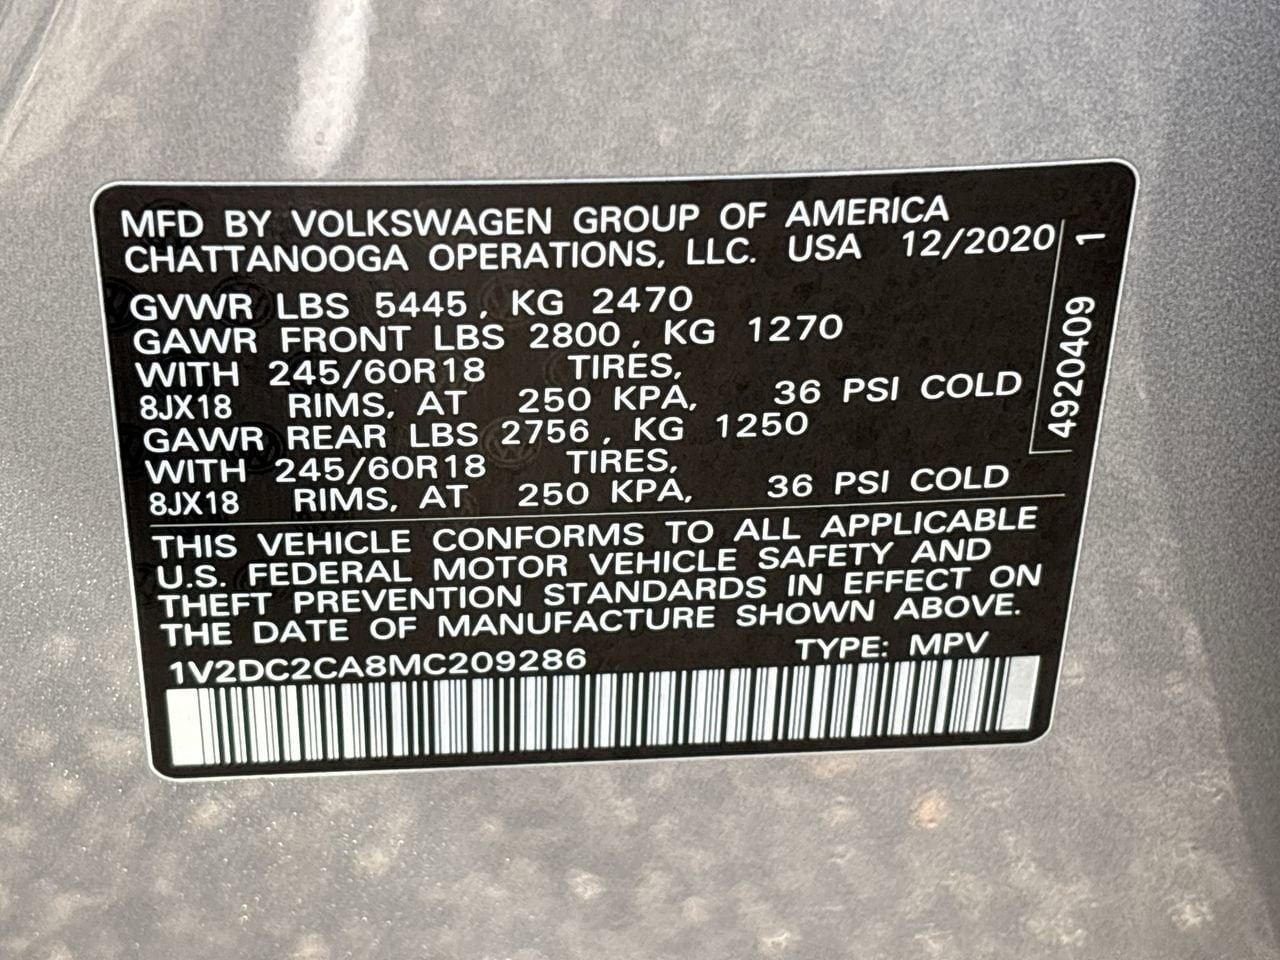 MFD BY VOLKSWAGEN GROUP OF AMERICA
CHATTANOOGA OPERATIONS, LLC. USA 12/2020
GVWR LBS 5445, KG 2470
GAWR FRONT LBS 2800, KG 1270
WITH 245/60R18 TIRES,
8JX18 RIMS, AT 250 KPA, 36 PSI COLD
GAWR REAR LBS 2756, KG 1250
WITH 245/60R18 TIRES,
8JX18 RIMS, AT 250 KPA, 36 PSI COLD
THIS VEHICLE CONFORMS TO ALL APPLICABLE
U.S. FEDERAL MOTOR VEHICLE SAFETY AND
THEFT PREVENTION STANDARDS IN EFFECT ON
THE DATE OF MANUFACTURE SHOWN ABOVE.
1V2DC2CA8MC209286 TYPE: MPV
4920409 1